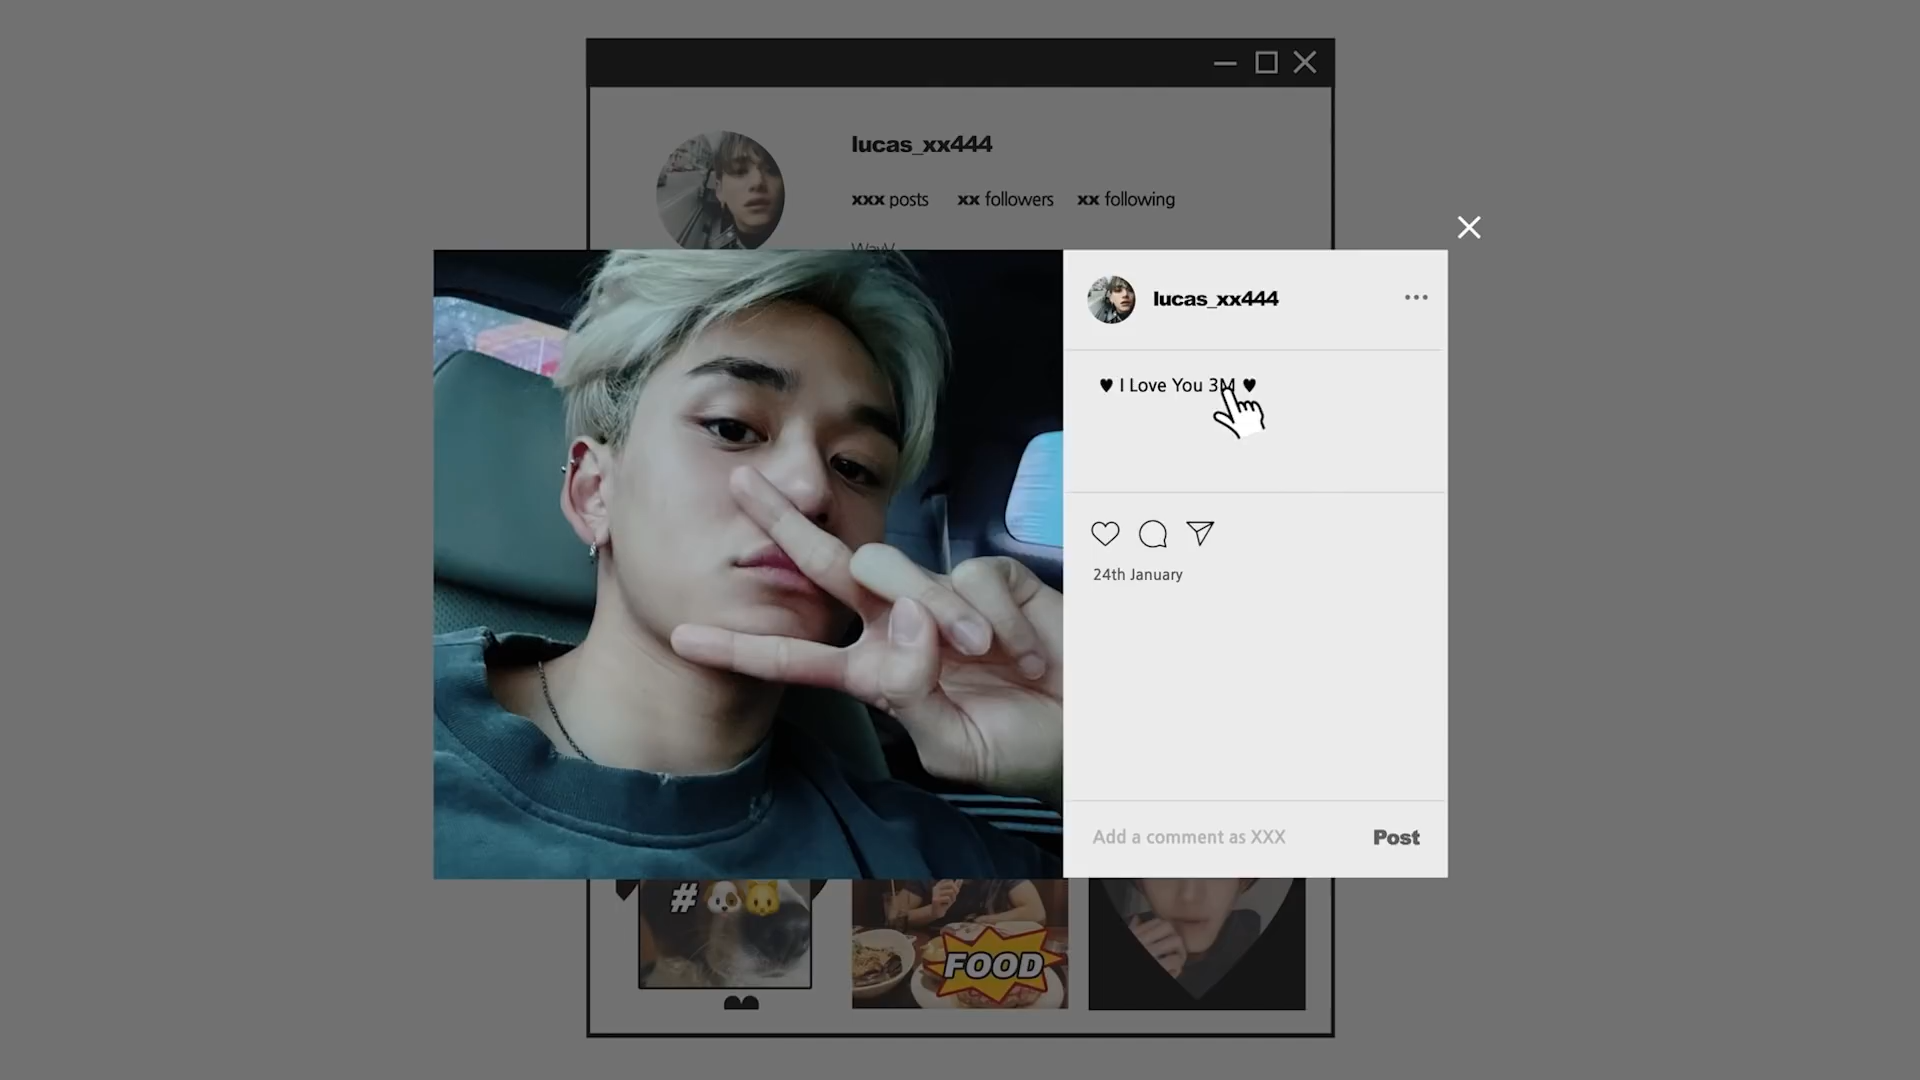 lucas_xx444
xxx posts xx followers xx following
WayV
lucas_xx444
♥ I Love You 3M ♥
24th January
Add a comment as XXX
Post
#
FOOD